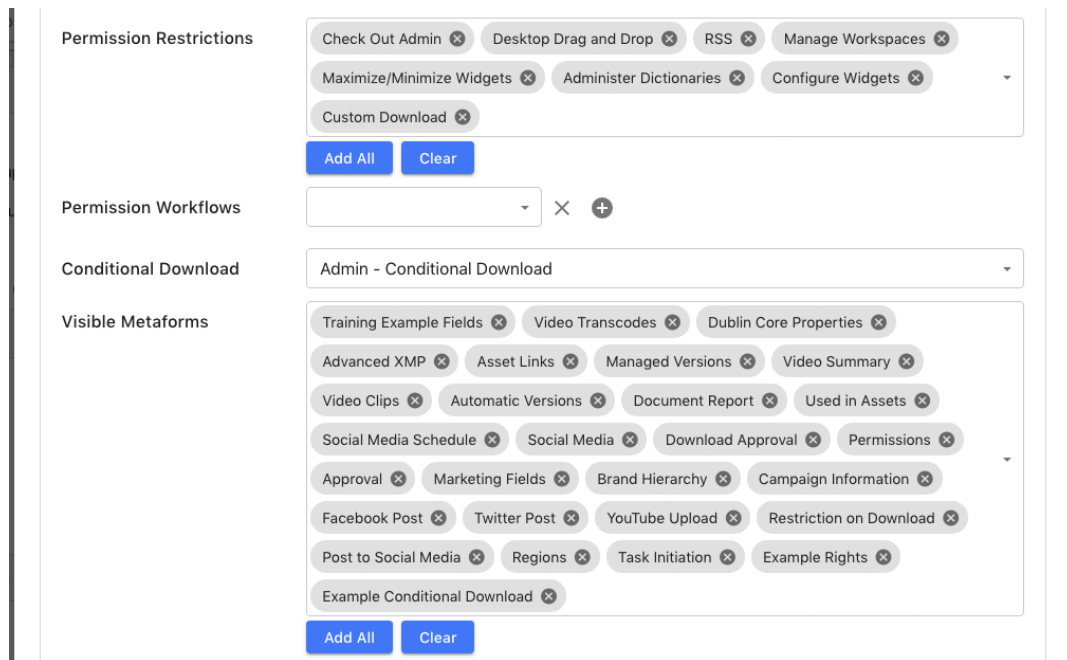 Permission Restrictions
Check Out Admin Desktop Drag and Drop RSS Manage Workspaces
Maximize/Minimize Widgets Administer Dictionaries Configure Widgets
Custom Download
Add All Clear
Permission Workflows
Conditional Download Admin - Conditional Download
Visible Metaforms
Training Example Fields Video Transcodes Dublin Core Properties
Advanced XMP Asset Links Managed Versions Video Summary
Video Clips Automatic Versions Document Report Used in Assets
Social Media Schedule Social Media Download Approval Permissions
Approval Marketing Fields Brand Hierarchy Campaign Information
Facebook Post Twitter Post YouTube Upload Restriction on Download
Post to Social Media Regions Task Initiation Example Rights
Example Conditional Download
Add All Clear